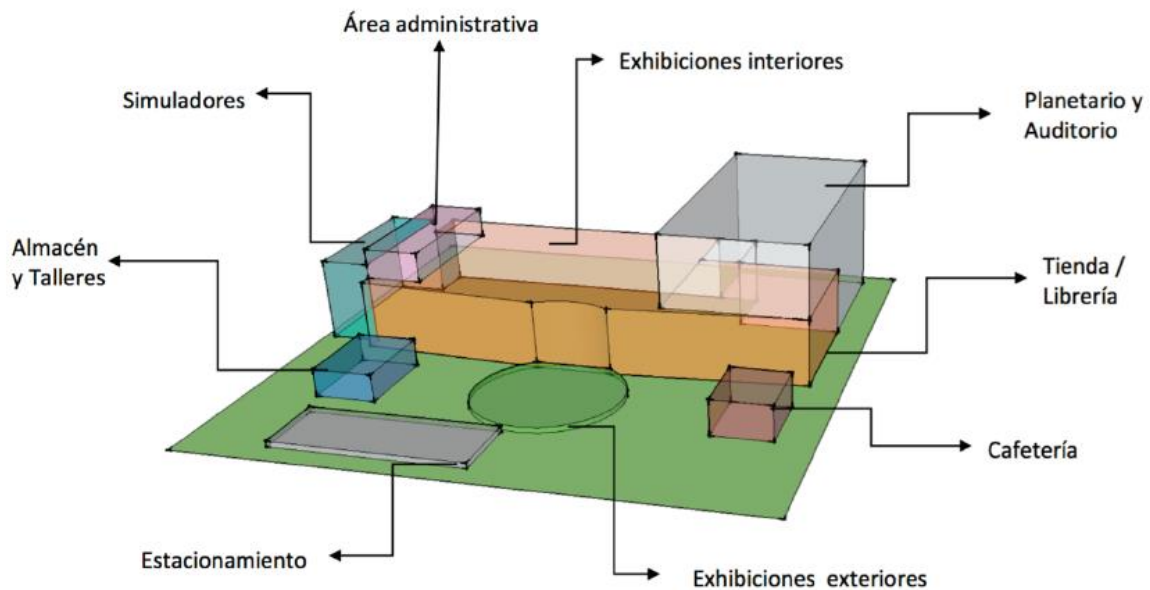 Área administrativa
Exhibiciones interiores
Simuladores
Planetario y
Auditorio
Almacén
y Talleres
Tienda /
Librería
Cafetería
Estacionamiento
Exhibiciones exteriores